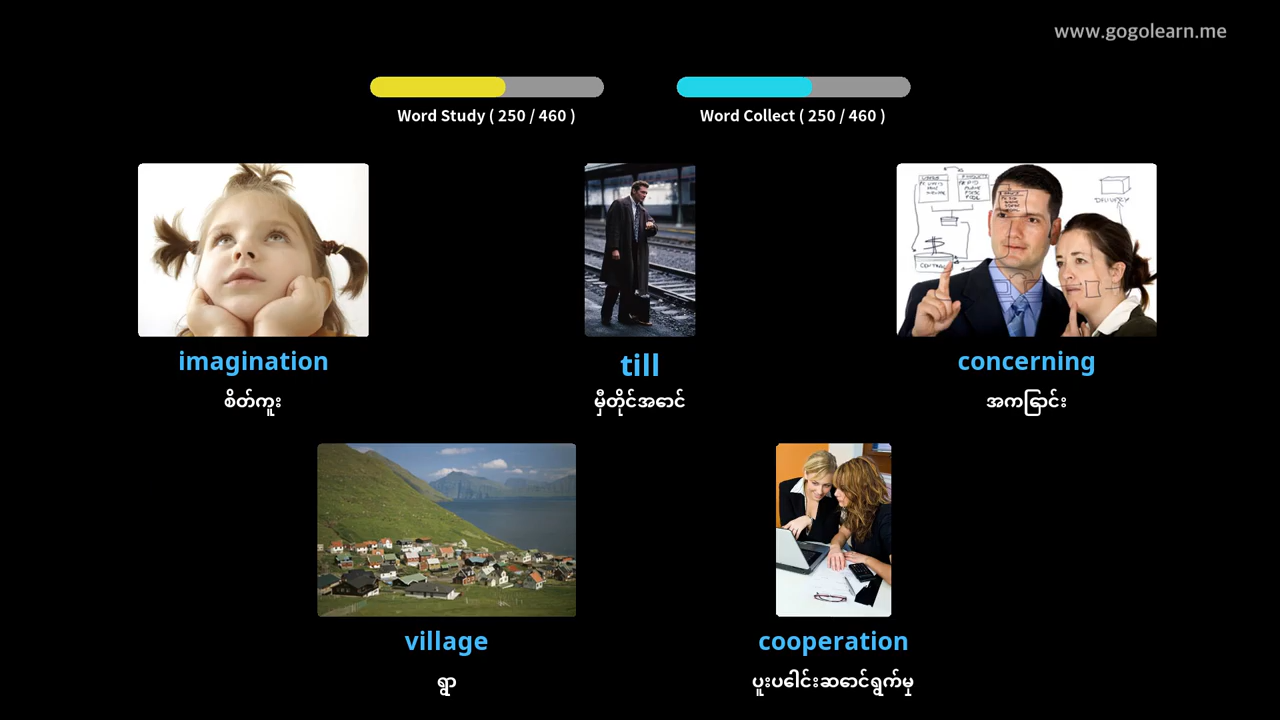 www.gogolearn.me
Word Study ( 250 / 460 )
Word Collect ( 250 / 460 )
imagination
till
concerning
စိတ်ကူး
မှီတိုင်အောင်
အကြောင်း
village
cooperation
ရွာ
ပူးပေါင်းဆောင်ရွက်မှု